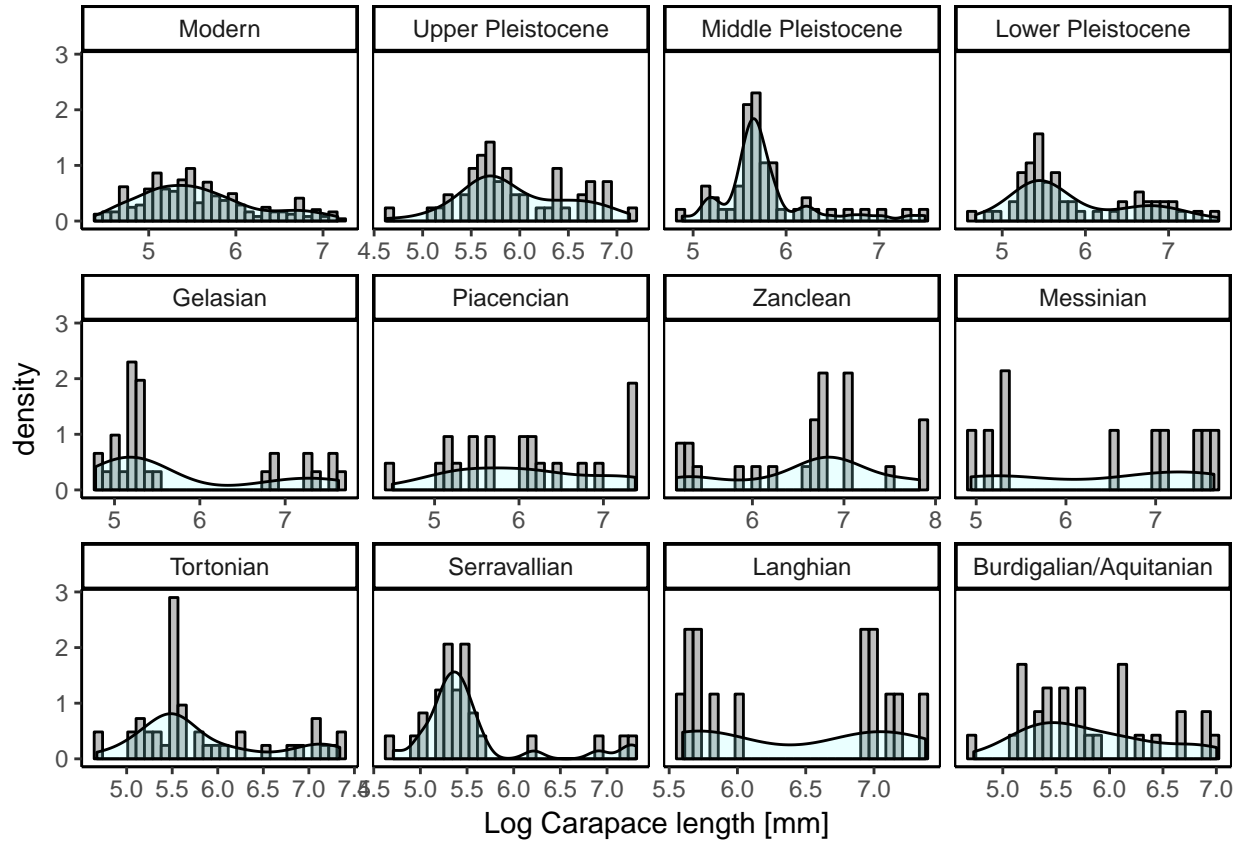 Modern Upper Pleistocene Middle Pleistocene Lower Pleistocene
3
2
1
0
5 6 7 4.5 5.0 5.5 6.0 6.5 7.0 5 6 7 5 6 7
Gelasian Piacencian Zanclean Messinian
3
2
1
0
5 6 7 5 6 7 6 7 8 5 6 7
density
Tortonian Serravallian Langhian Burdigalian/Aquitanian
3
2
1
0
5.0 5.5 6.0 6.5 7.0 7.5 4.5 5.0 5.5 6.0 6.5 7.0 5.5 6.0 6.5 7.0 5.0 5.5 6.0 6.5 7.0
Log Carapace length [mm]